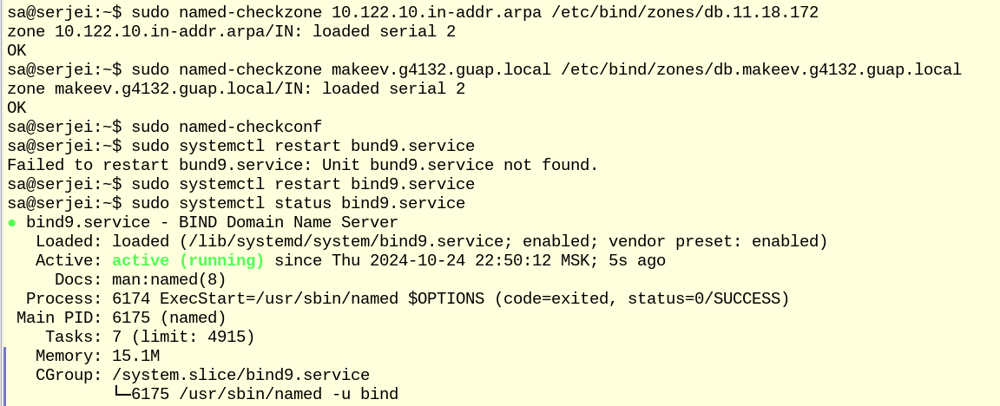 sa@serjei:~$ sudo named-checkzone 10.122.10.in-addr.arpa /etc/bind/zones/db.11.18.172
zone 10.122.10.in-addr.arpa/IN: loaded serial 2
OK
sa@serjei:~$ sudo named-checkzone makeev.g4132.guap.local /etc/bind/zones/db.makeev.g4132.guap.local
zone makeev.g4132.guap.local/IN: loaded serial 2
OK
sa@serjei:~$ sudo named-checkconf
sa@serjei:~$ sudo systemctl restart bund9.service
Failed to restart bund9.service: Unit bund9.service not found.
sa@serjei:~$ sudo systemctl restart bind9.service
sa@serjei:~$ sudo systemctl status bind9.service
● bind9.service - BIND Domain Name Server
   Loaded: loaded (/lib/systemd/system/bind9.service; enabled; vendor preset: enabled)
   Active: active (running) since Thu 2024-10-24 22:50:12 MSK; 5s ago
     Docs: man:named(8)
  Process: 6174 ExecStart=/usr/sbin/named $OPTIONS (code=exited, status=0/SUCCESS)
 Main PID: 6175 (named)
    Tasks: 7 (limit: 4915)
   Memory: 15.1M
   CGroup: /system.slice/bind9.service
           └─6175 /usr/sbin/named -u bind